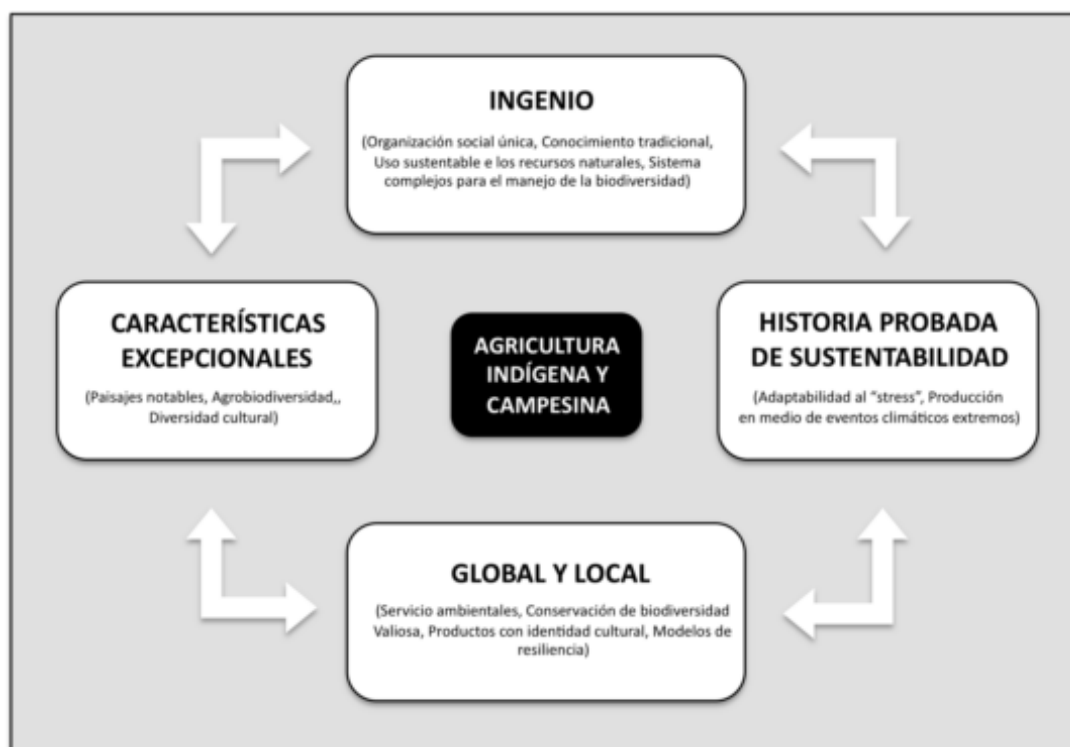 INGENIO
(Organización social única, Conocimiento tradicional,
Uso sustentable e los recursos naturales, Sistema
complejos para el manejo de la biodiversidad)
CARACTERÍSTICAS
EXCEPCIONALES
(Paisajes notables, Agrobiodiversidad,,
Diversidad cultural)
AGRICULTURA
INDÍGENA Y
CAMPESINA
HISTORIA PROBADA
DE SUSTENTABILIDAD
(Adaptabilidad al “stress”, Producción
en medio de eventos climáticos extremos)
GLOBAL Y LOCAL
(Servicio ambientales, Conservación de biodiversidad
Valiosa, Productos con identidad cultural, Modelos de
resiliencia)